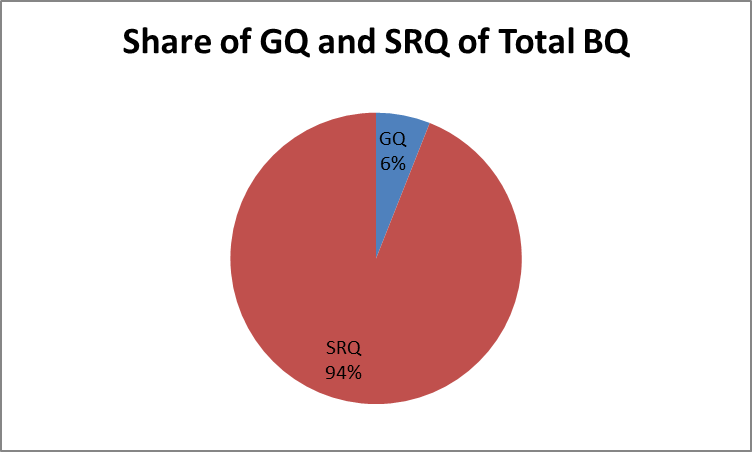 Share of GQ and SRQ of Total BQ
GQ
6%
SRQ
94%